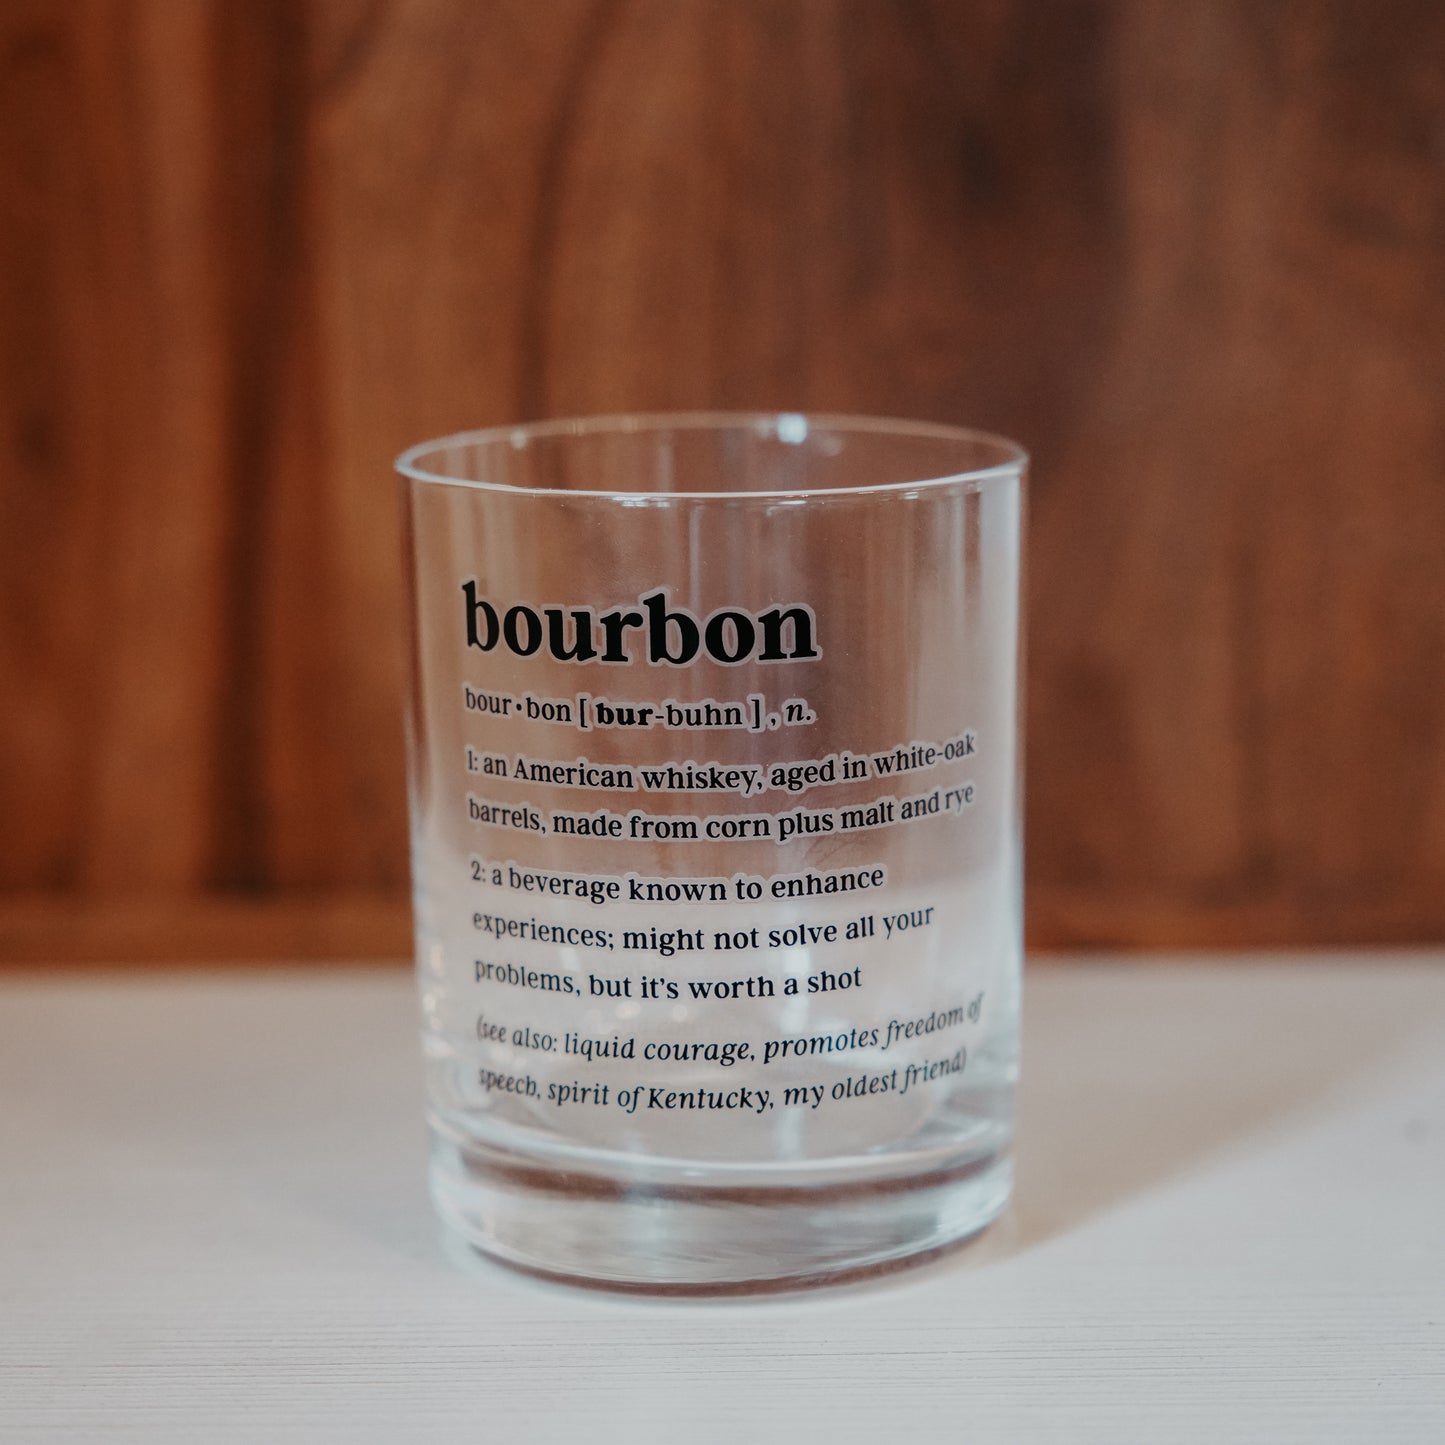 bourbon
bour•bon [ bur-buhn ] , n.
1: an American whiskey, aged in white-oak
barrels, made from corn plus malt and rye
2: a beverage known to enhance
experiences; might not solve all your
problems, but it's worth a shot
(see also: liquid courage, promotes freedom of
speech, spirit of Kentucky, my oldest friend)